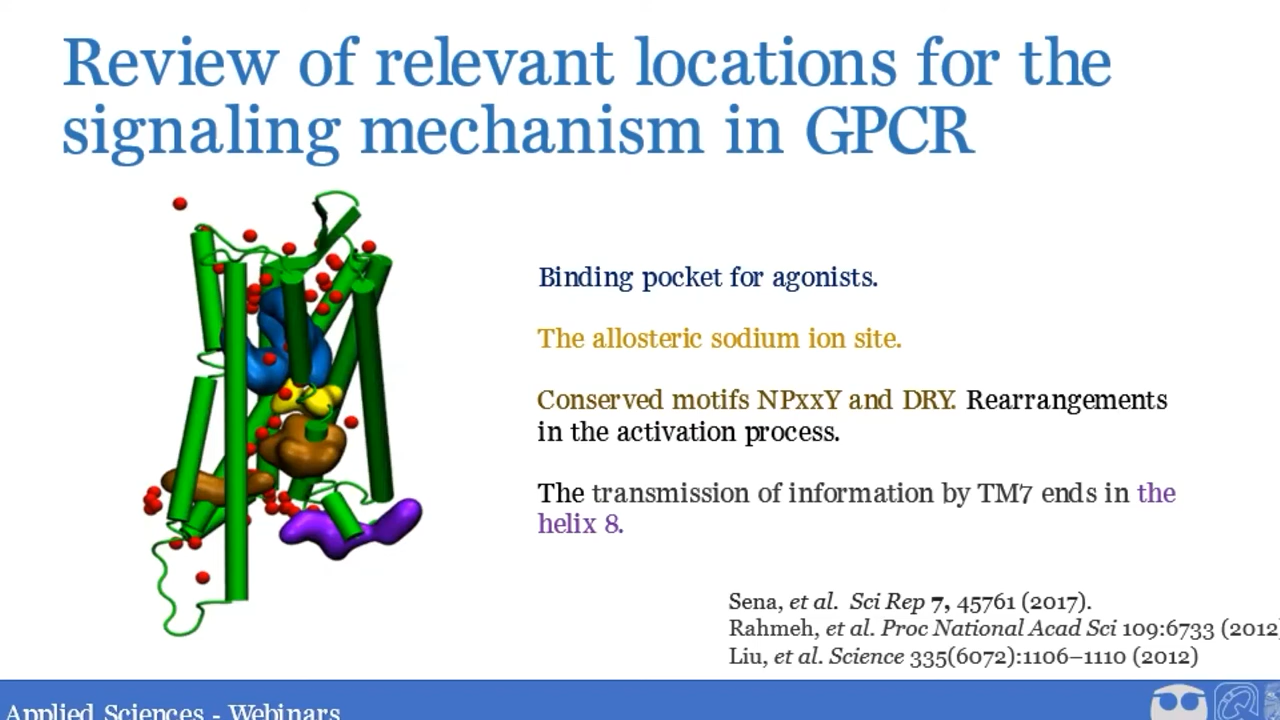 Review of relevant locations for the
signaling mechanism in GPCR
Binding pocket for agonists.
The allosteric sodium ion site.
Conserved motifs NPxxY and DRY. Rearrangements
in the activation process.
The transmission of information by TM7 ends in the
helix 8.
Sena, et al. Sci Rep 7, 45761 (2017).
Rahmeh, et al. Proc National Acad Sci 109:6733 (2012
Liu, et al. Science 335(6072):1106–1110 (2012)
Applied Sciences - Webinars